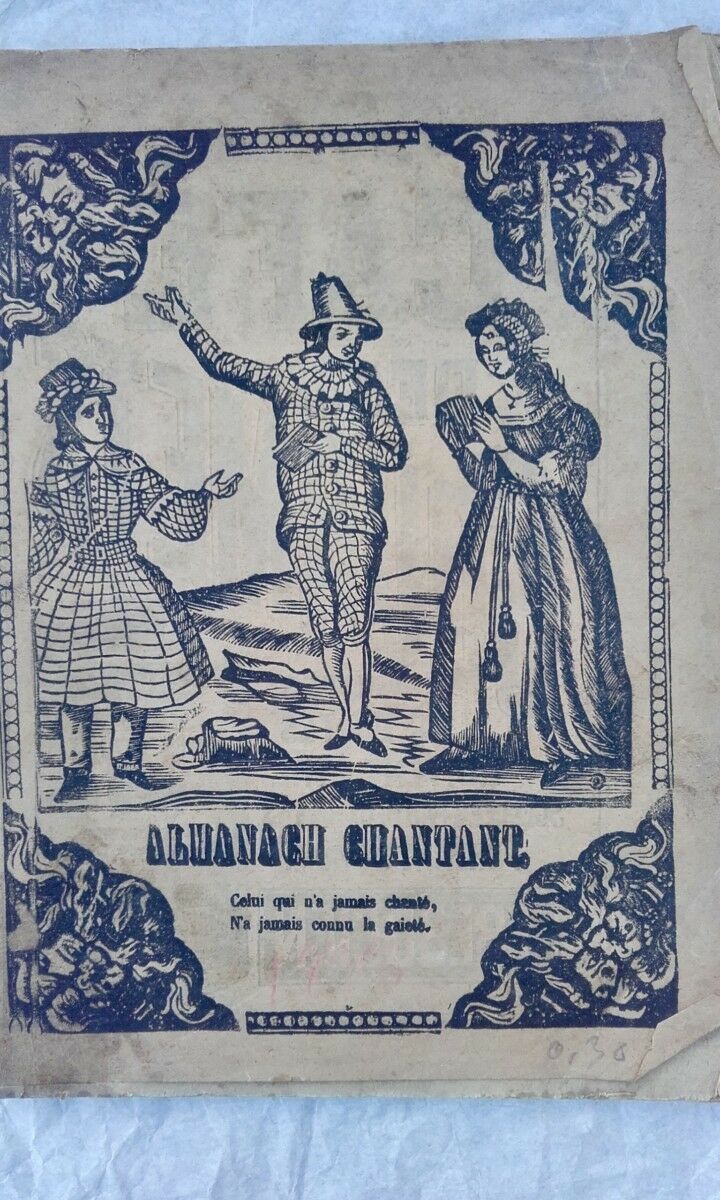 ALMANACH CHANTANT.
Celui qui n'a jamais chanté,
N'a jamais connu la gaieté.
0,30